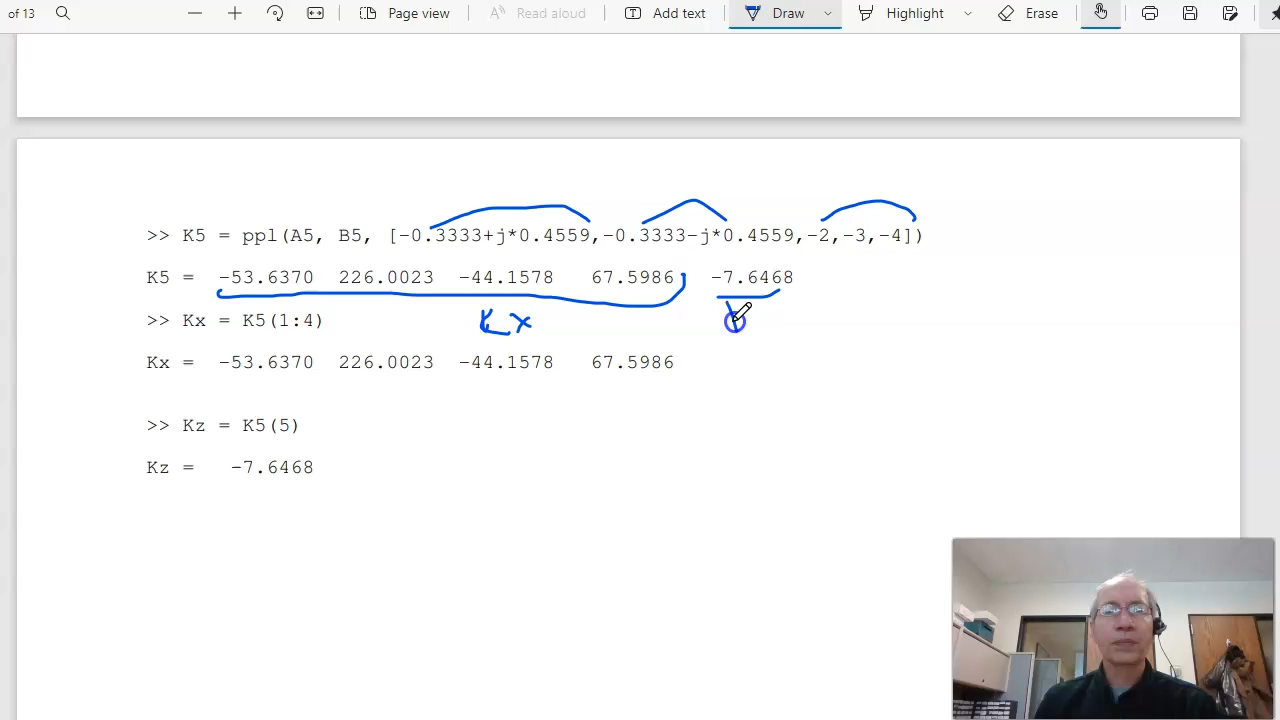 of 13 Page view Read aloud Add text Draw Highlight Erase
>> K5 = ppl(A5, B5, [-0.3333+j*0.4559,-0.3333-j*0.4559,-2,-3,-4])
K5 = -53.6370 226.0023 -44.1578 67.5986 -7.6468
Kx
>> Kx = K5(1:4)
Kx = -53.6370 226.0023 -44.1578 67.5986
>> Kz = K5(5)
Kz = -7.6468